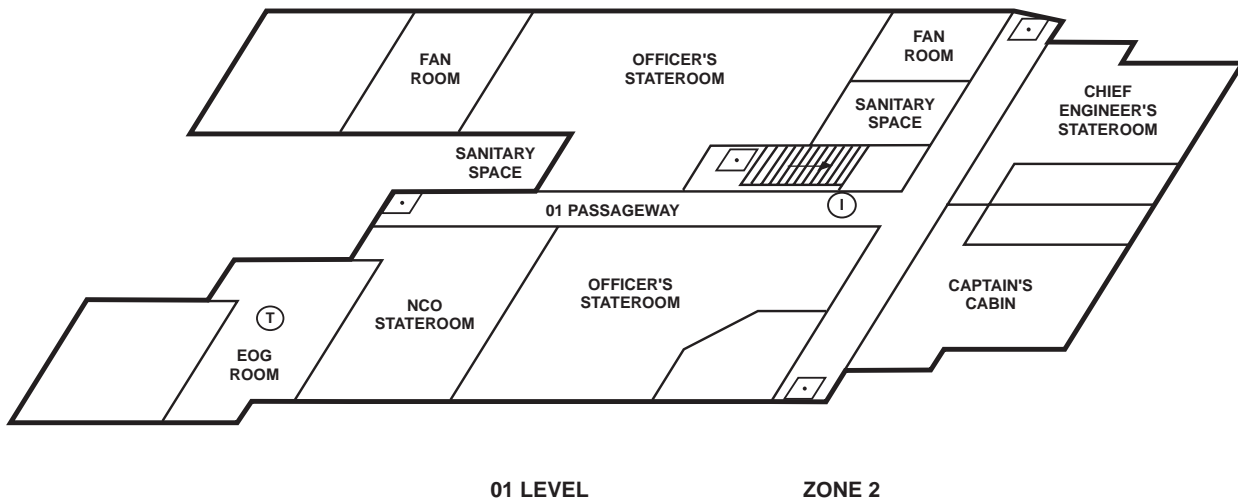 FAN
ROOM
OFFICER'S
STATEROOM
FAN
ROOM
SANITARY
SPACE
CHIEF
ENGINEER'S
STATEROOM
SANITARY
SPACE
01 PASSAGEWAY
I
OFFICER'S
STATEROOM
CAPTAIN'S
CABIN
NCO
STATEROOM
T
EOG
ROOM
01 LEVEL
ZONE 2